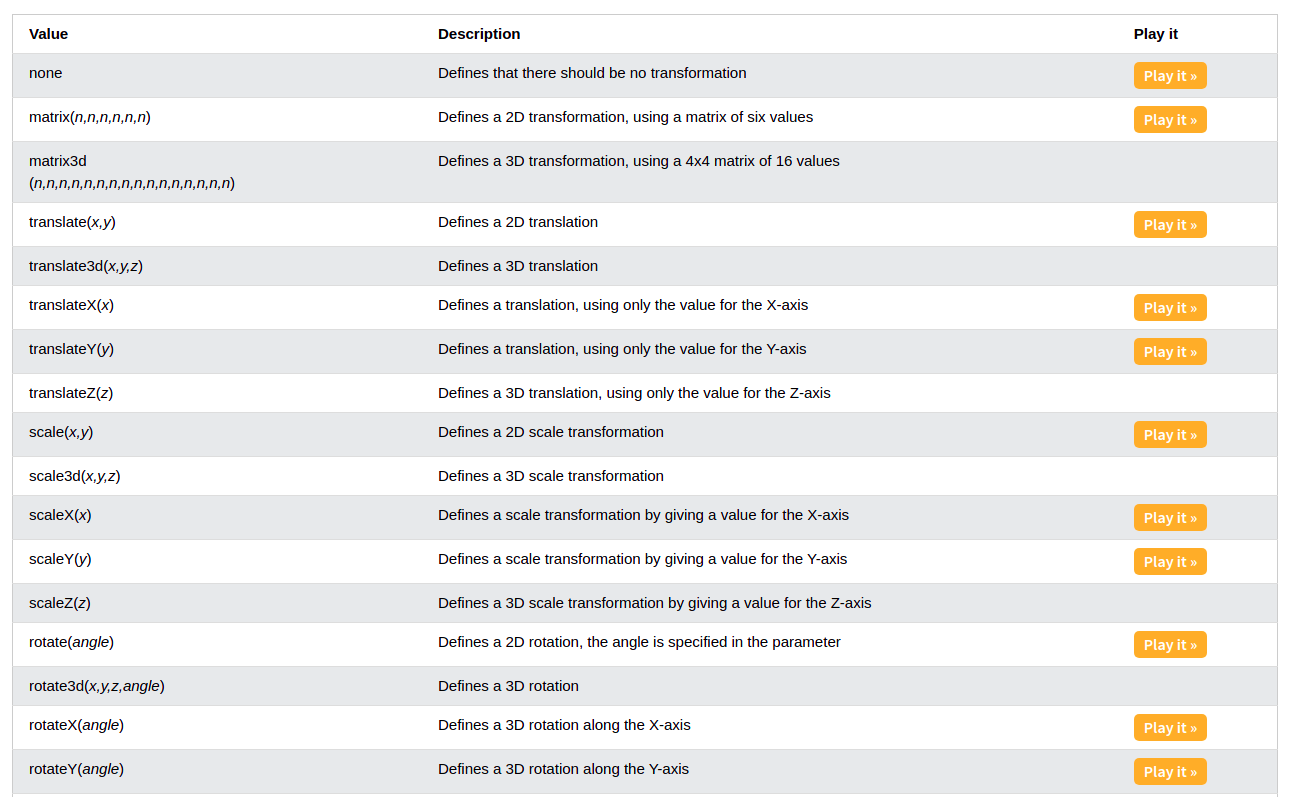 Value Description Play it
none Defines that there should be no transformation Play it »
matrix(n,n,n,n,n,n) Defines a 2D transformation, using a matrix of six values Play it »
matrix3d Defines a 3D transformation, using a 4x4 matrix of 16 values
(n,n,n,n,n,n,n,n,n,n,n,n,n,n,n,n)
translate(x,y) Defines a 2D translation Play it »
translate3d(x,y,z) Defines a 3D translation
translateX(x) Defines a translation, using only the value for the X-axis Play it »
translateY(y) Defines a translation, using only the value for the Y-axis Play it »
translateZ(z) Defines a 3D translation, using only the value for the Z-axis
scale(x,y) Defines a 2D scale transformation Play it »
scale3d(x,y,z) Defines a 3D scale transformation
scaleX(x) Defines a scale transformation by giving a value for the X-axis Play it »
scaleY(y) Defines a scale transformation by giving a value for the Y-axis Play it »
scaleZ(z) Defines a 3D scale transformation by giving a value for the Z-axis
rotate(angle) Defines a 2D rotation, the angle is specified in the parameter Play it »
rotate3d(x,y,z,angle) Defines a 3D rotation
rotateX(angle) Defines a 3D rotation along the X-axis Play it »
rotateY(angle) Defines a 3D rotation along the Y-axis Play it »